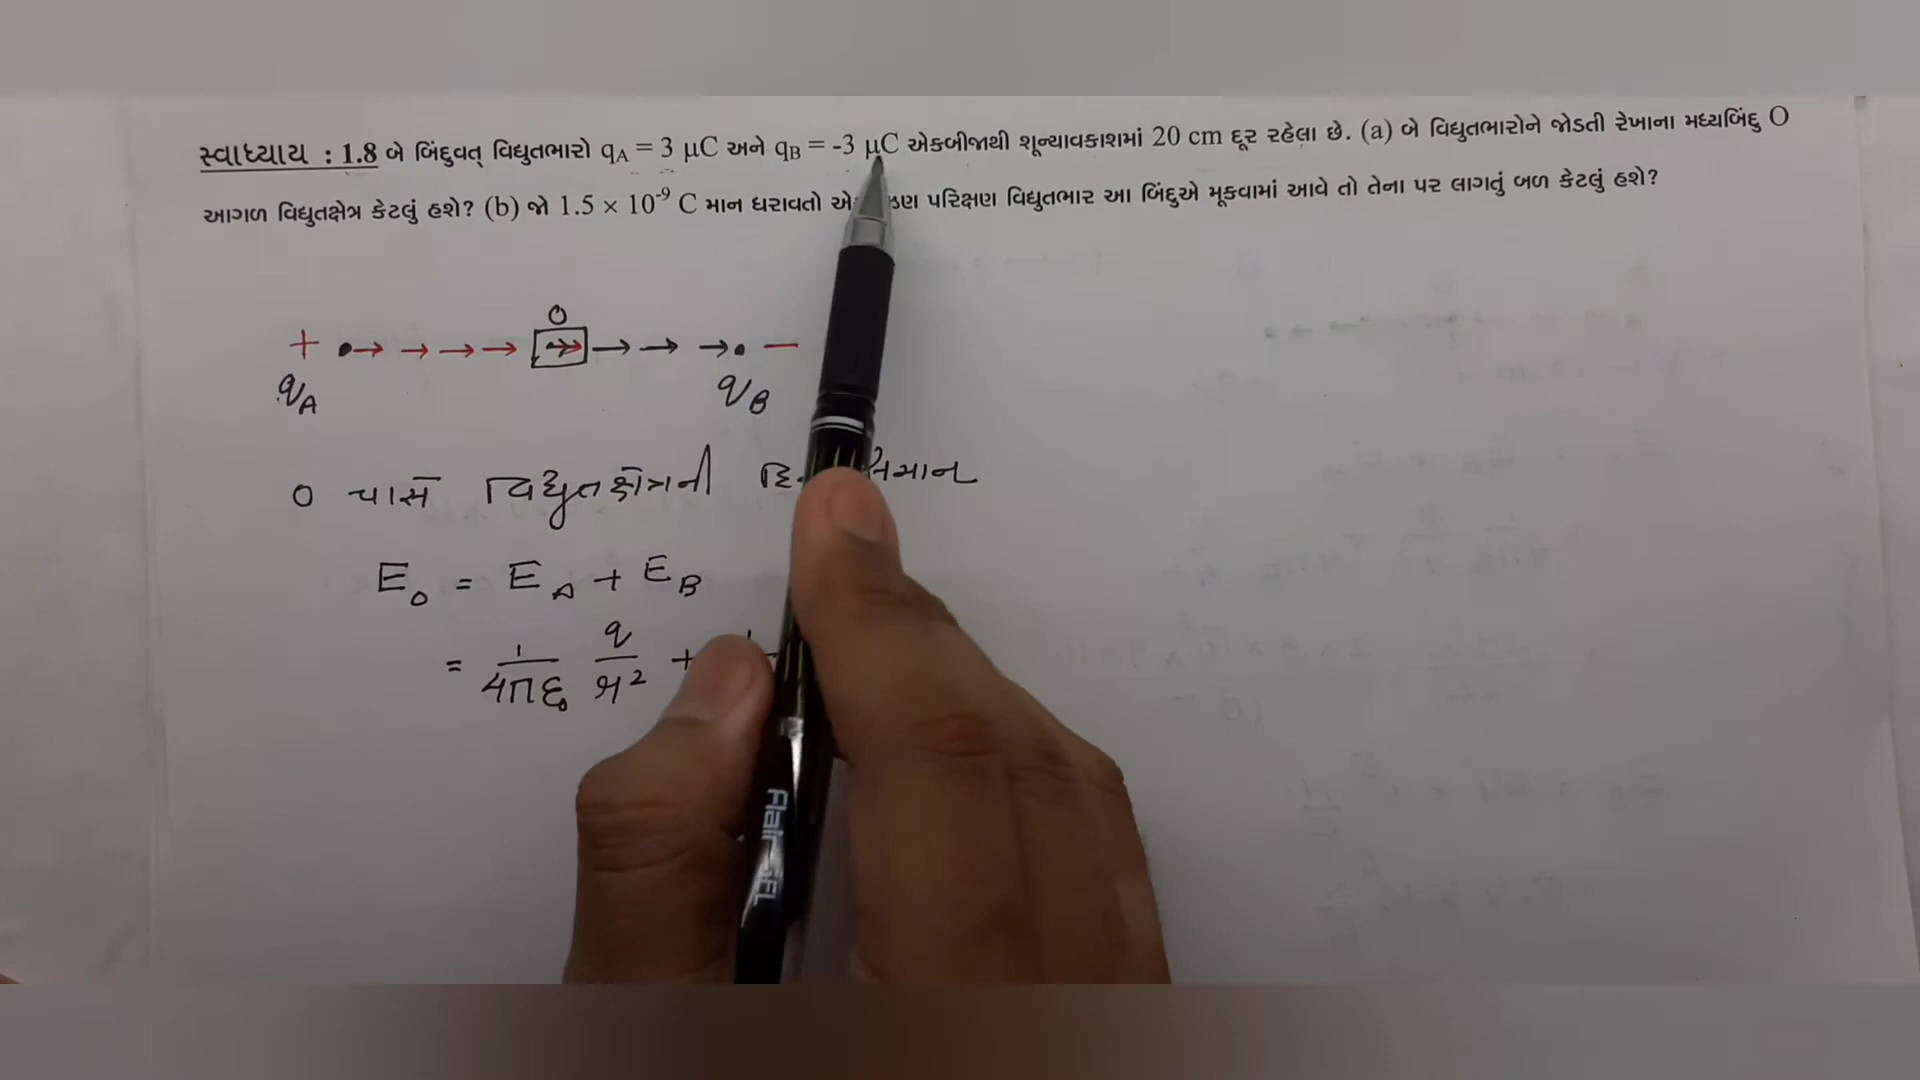 સ્વાધ્યાય : 1.8 બે બિંદુવત્ વિદ્યુતભારો qA = 3 μC અને qB = -3 μC એકબીજાથી શૂન્યાવકાશમાં 20 cm દૂર રહેલા છે. (a) બે વિદ્યુતભારોને જોડતી રેખાના મધ્યબિંદુ O
આગળ વિદ્યુતક્ષેત્ર કેટલું હશે? (b) જો 1.5 × 10⁻⁹ C માન ધરાવતો પરિક્ષણ વિદ્યુતભાર આ બિંદુએ મૂકવામાં આવે તો તેના પર લાગતું બળ કેટલું હશે?
O
+ → → → → →→ → → → −
qA qB
O પાસે વિદ્યુતક્ષેત્રની
E₀ = EA + EB
= 1/4πε₀ q/r² +
Flair GEL